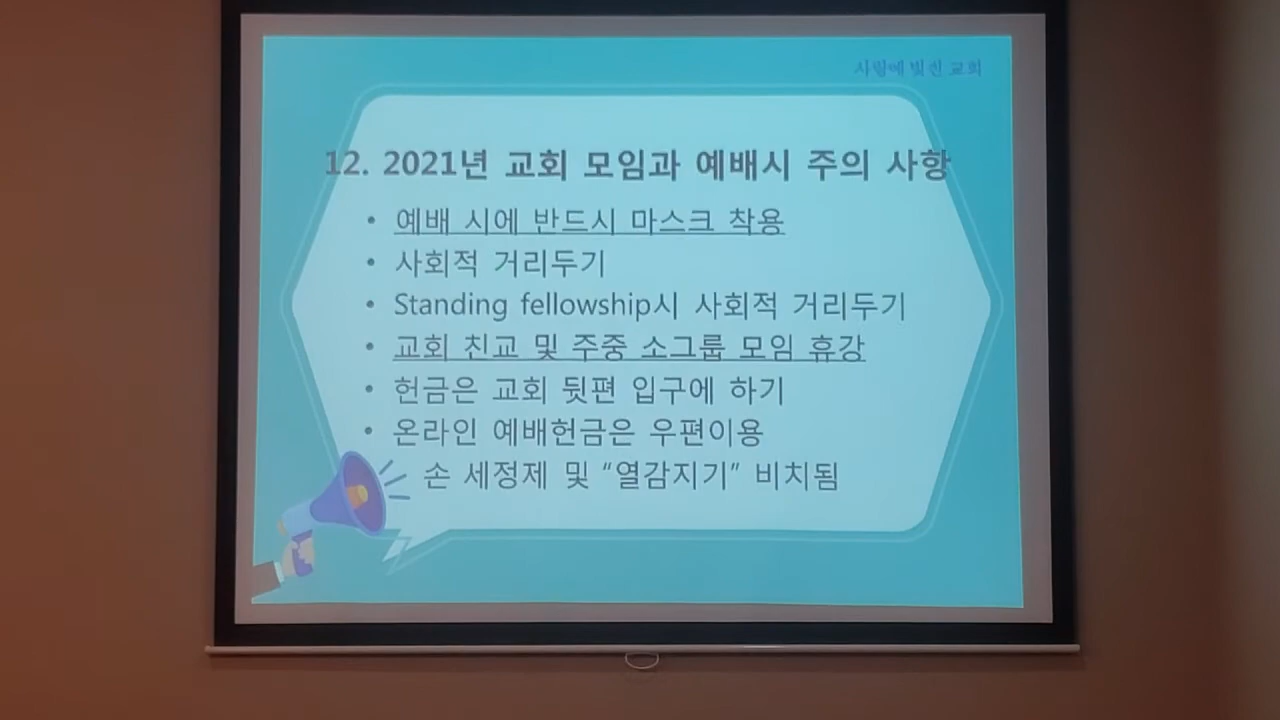 사랑에 빚진 교회
12. 2021년 교회 모임과 예배시 주의 사항
• 예배 시에 반드시 마스크 착용
• 사회적 거리두기
• Standing fellowship시 사회적 거리두기
• 교회 친교 및 주중 소그룹 모임 휴강
• 헌금은 교회 뒷편 입구에 하기
• 온라인 예배헌금은 우편이용
손 세정제 및 “열감지기” 비치됨